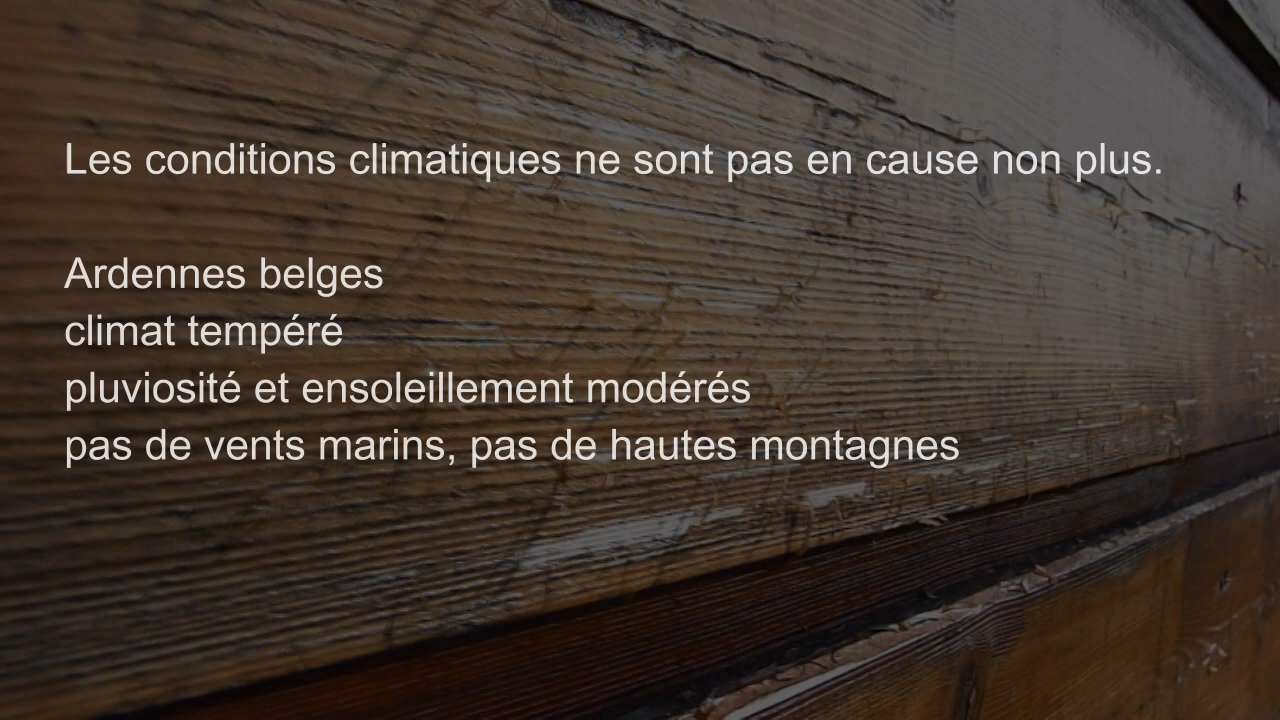 Les conditions climatiques ne sont pas en cause non plus.
Ardennes belges
climat tempéré
pluviosité et ensoleillement modérés
pas de vents marins, pas de hautes montagnes